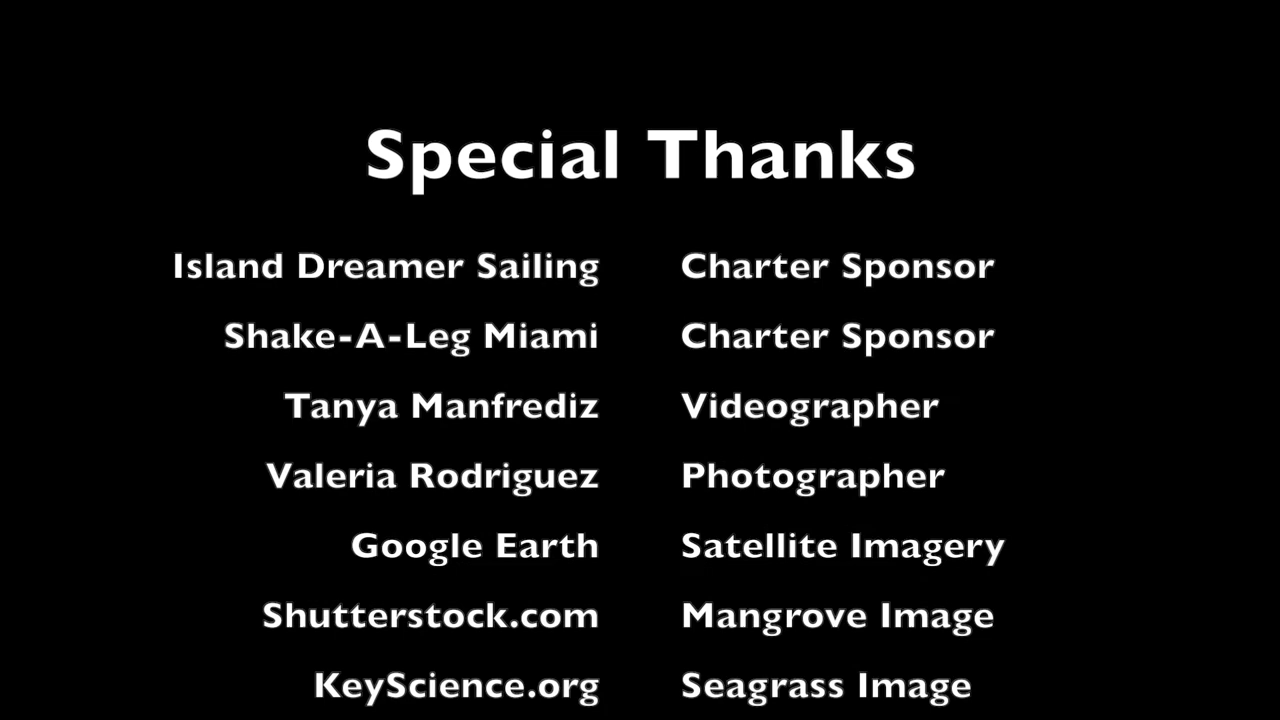 Special Thanks
Island Dreamer Sailing Charter Sponsor
Shake-A-Leg Miami Charter Sponsor
Tanya Manfrediz Videographer
Valeria Rodriguez Photographer
Google Earth Satellite Imagery
Shutterstock.com Mangrove Image
KeyScience.org Seagrass Image